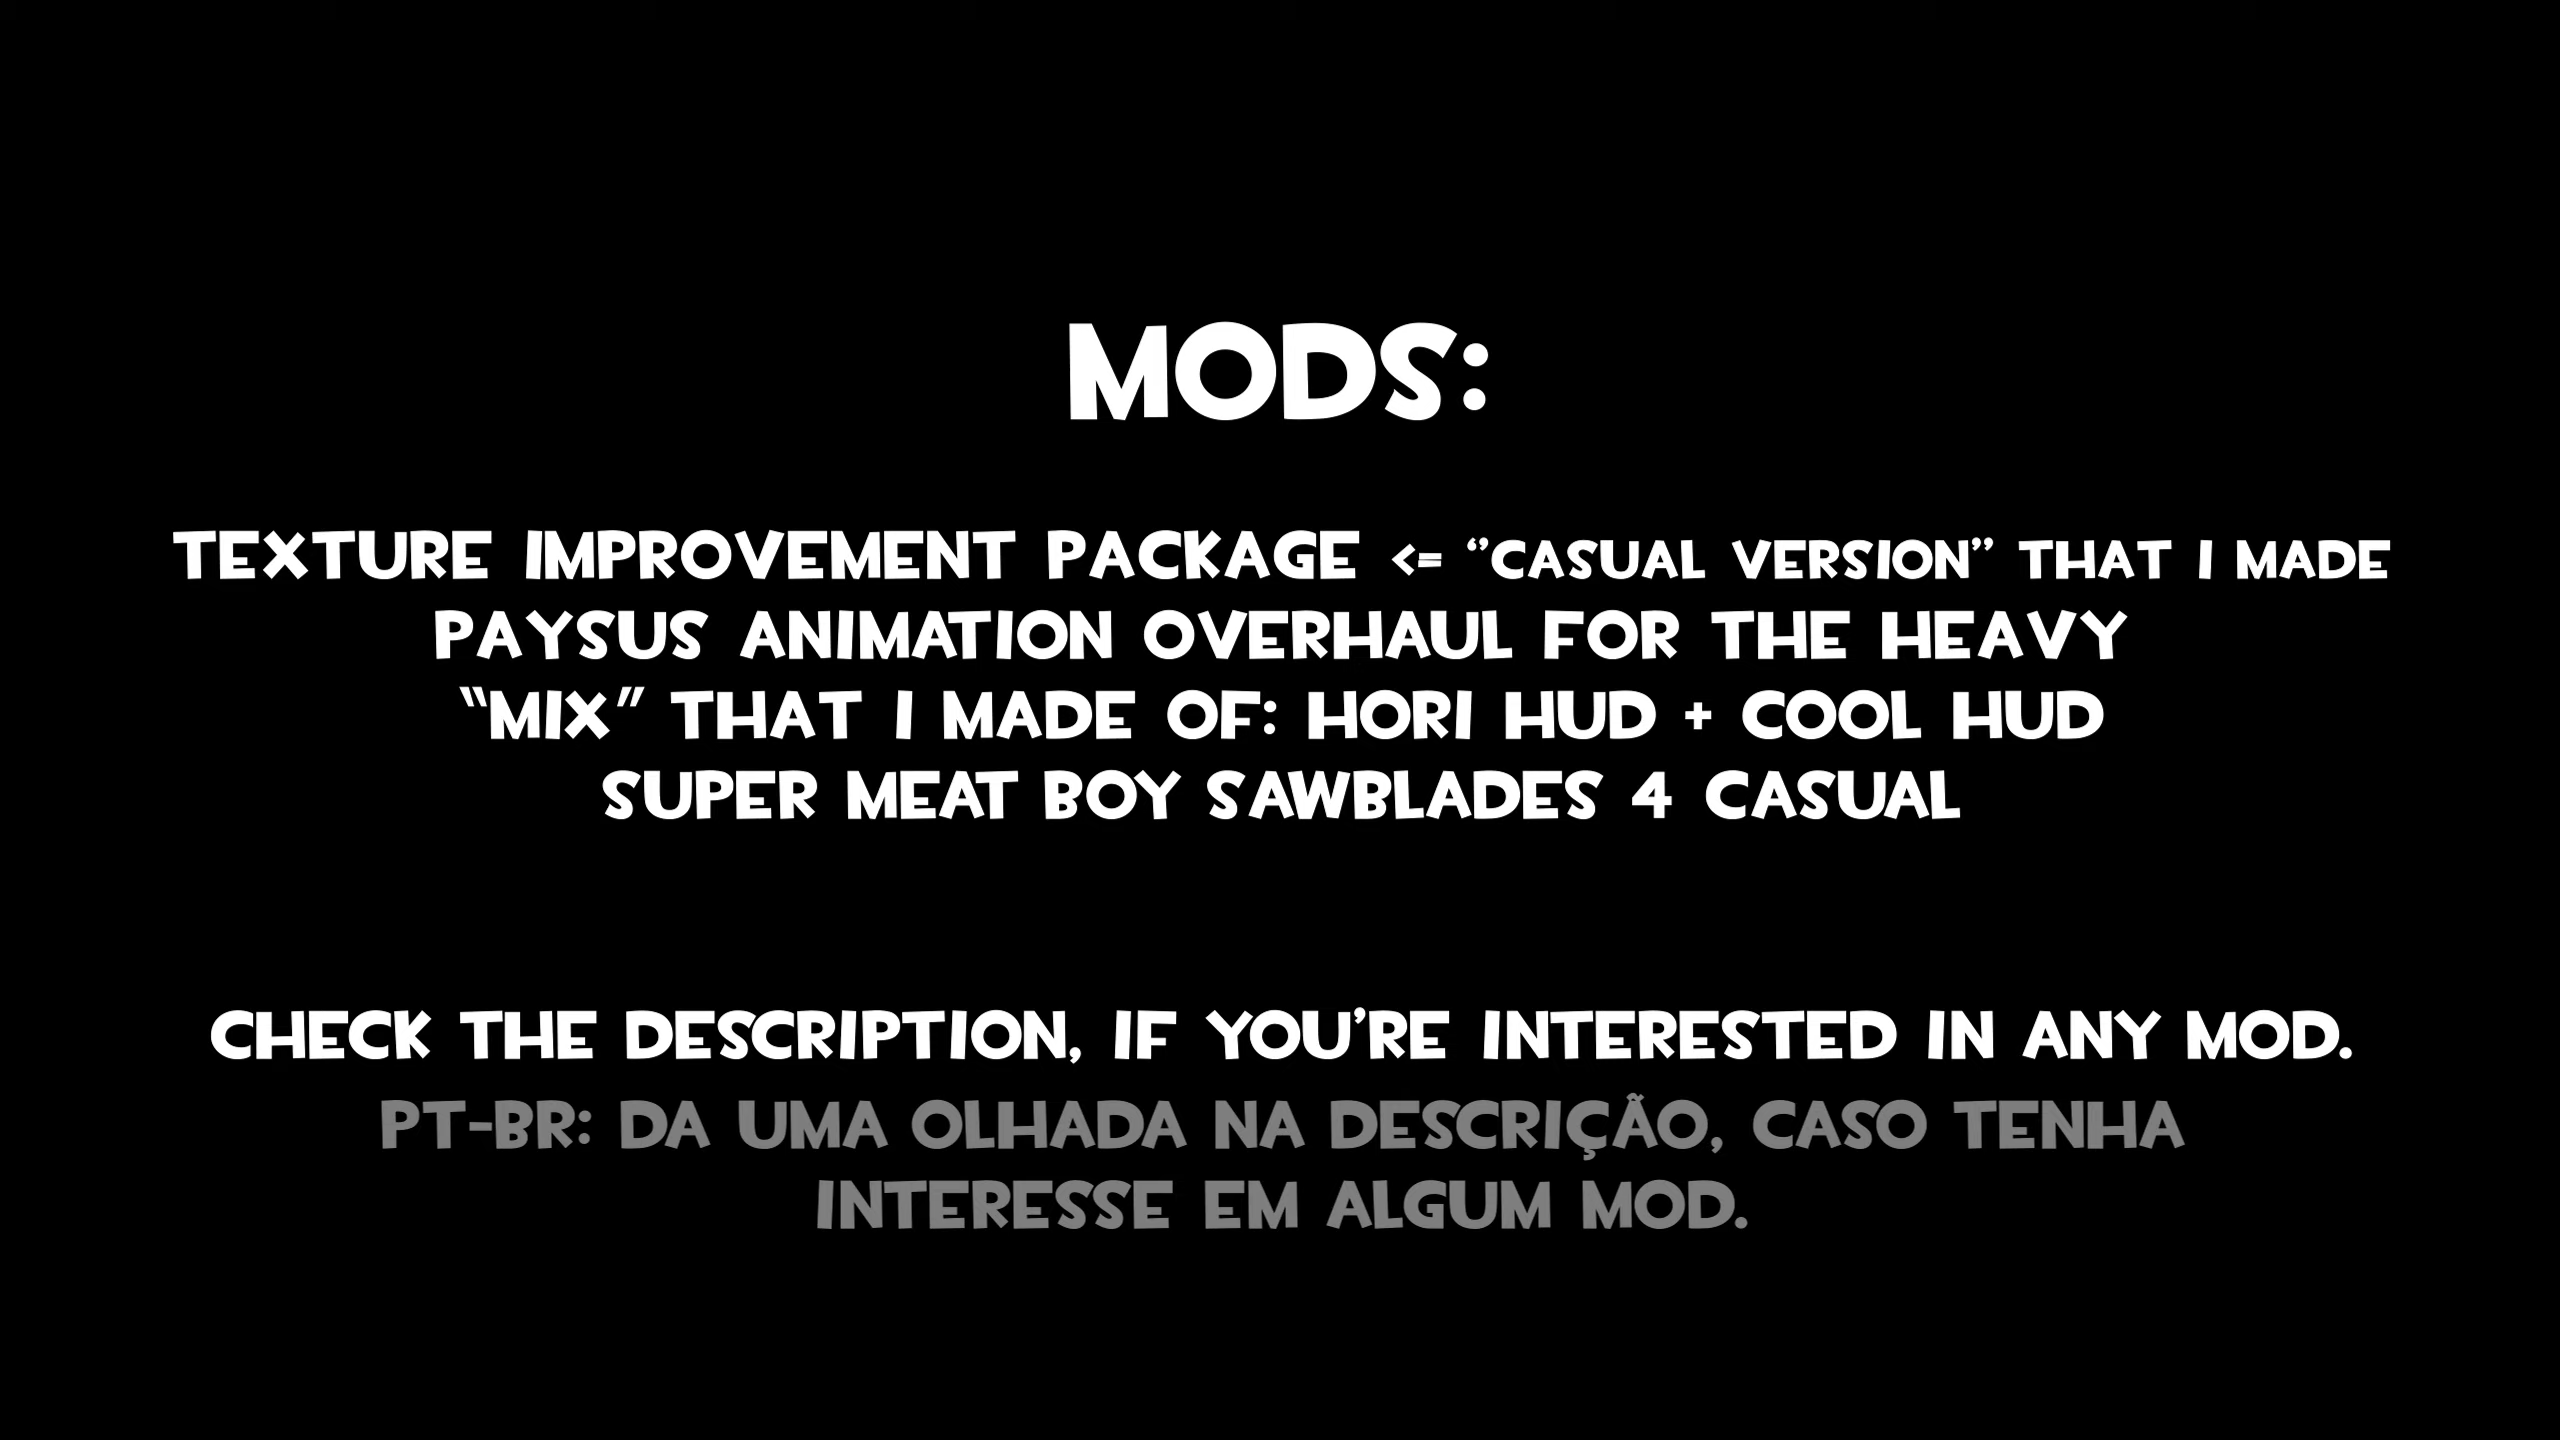 MODS:
TEXTURE IMPROVEMENT PACKAGE <= ‘’CASUAL VERSION’’ THAT I MADE
PAYSUS ANIMATION OVERHAUL FOR THE HEAVY
“MIX” THAT I MADE OF: HORI HUD + COOL HUD
SUPER MEAT BOY SAWBLADES 4 CASUAL
CHECK THE DESCRIPTION, IF YOU’RE INTERESTED IN ANY MOD.
PT-BR: DA UMA OLHADA NA DESCRIÇÃO, CASO TENHA
INTERESSE EM ALGUM MOD.